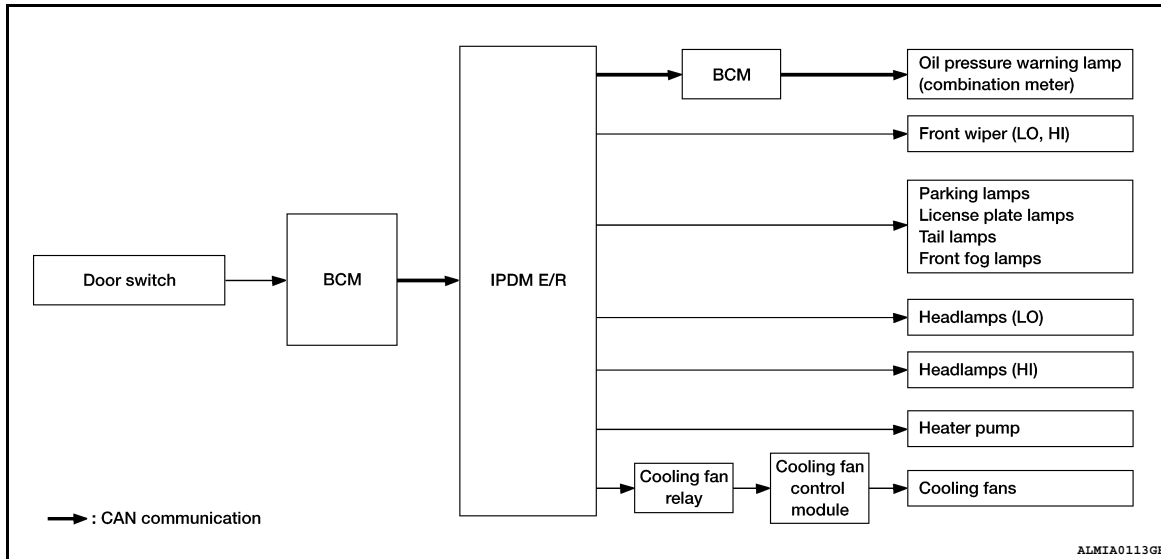 BCM
Oil pressure warning lamp
(combination meter)
Front wiper (LO, HI)
Parking lamps
License plate lamps
Tail lamps
Front fog lamps
Door switch
BCM
IPDM E/R
Headlamps (LO)
Headlamps (HI)
Heater pump
Cooling fan
relay
Cooling fan
control
module
Cooling fans
: CAN communication